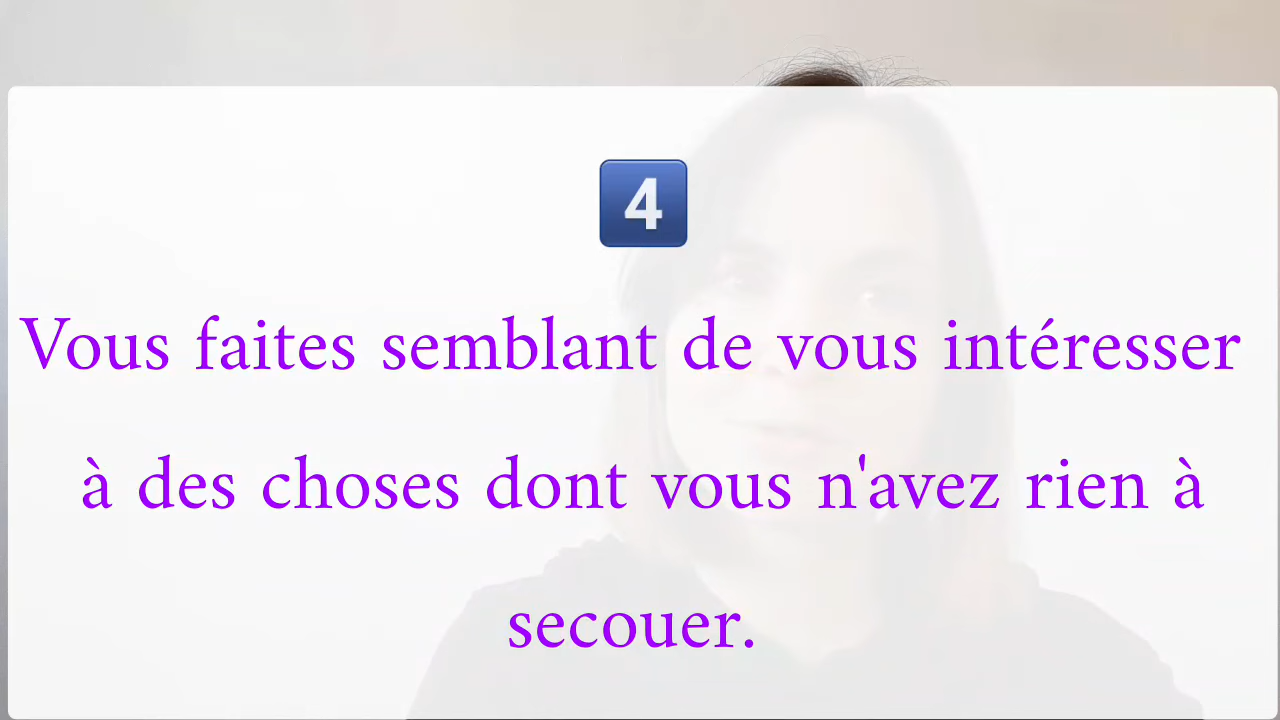 4
Vous faites semblant de vous intéresser
à des choses dont vous n'avez rien à
secouer.